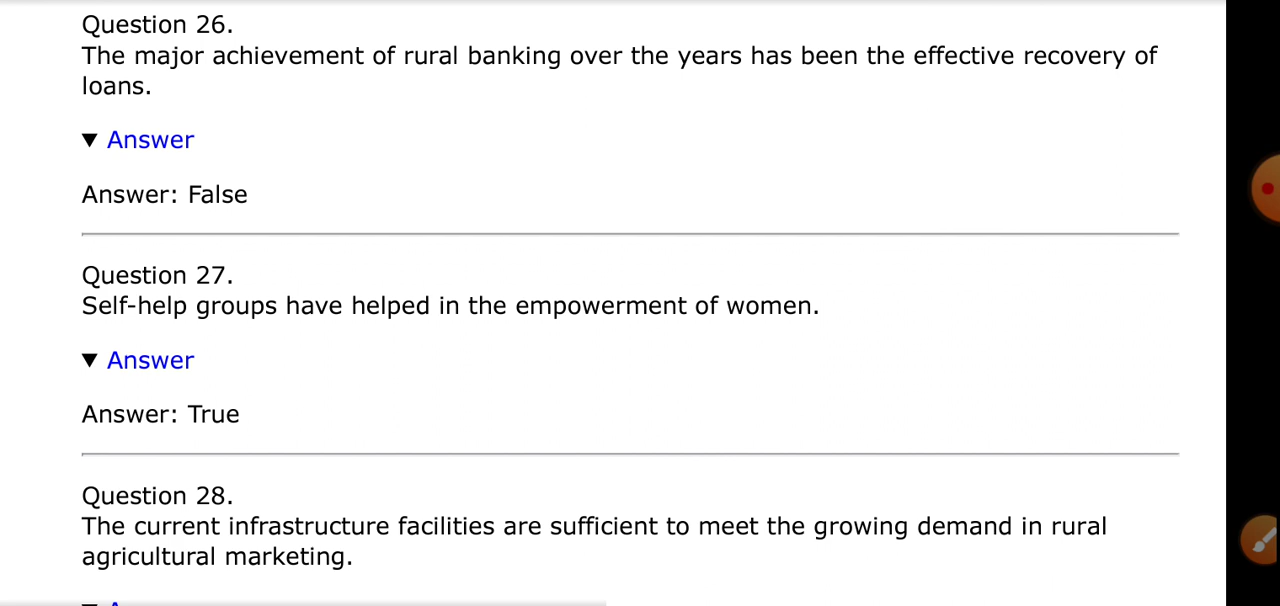 Question 26.
The major achievement of rural banking over the years has been the effective recovery of
loans.
▼ Answer
Answer: False
Question 27.
Self-help groups have helped in the empowerment of women.
▼ Answer
Answer: True
Question 28.
The current infrastructure facilities are sufficient to meet the growing demand in rural
agricultural marketing.